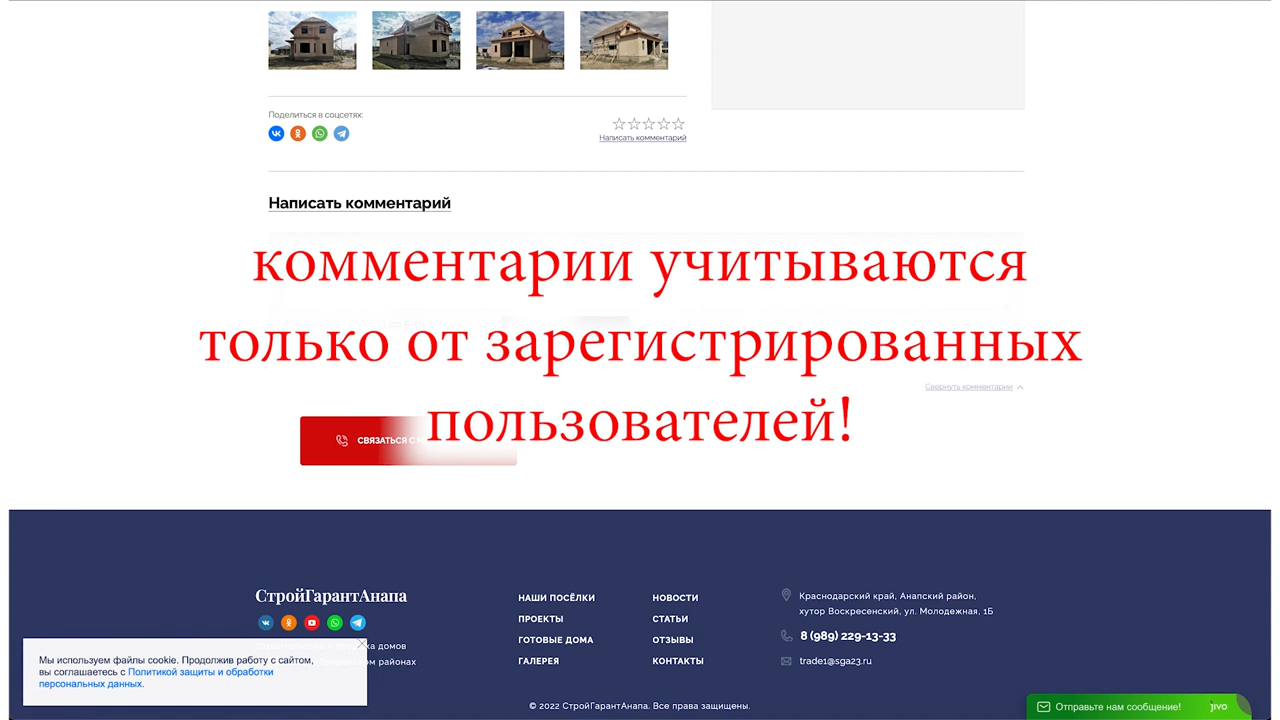 Поделиться в соцсетях:
Написать комментарий
Написать комментарий
комментарии учитываются
только от зарегистрированных
Свернуть комментарии
пользователей!
СВЯЗАТЬСЯ С
СтройГарантАнапа
НАШИ ПОСЁЛКИ
ПРОЕКТЫ
ГОТОВЫЕ ДОМА
ГАЛЕРЕЯ
НОВОСТИ
СТАТЬИ
ОТЗЫВЫ
КОНТАКТЫ
Краснодарский край, Анапский район,
хутор Воскресенский, ул. Молодежная, 1Б
8 (989) 229-13-33
trade1@sga23.ru
домов
районах
Мы используем файлы cookie. Продолжив работу с сайтом,
вы соглашаетесь с Политикой защиты и обработки
персональных данных.
© 2022 СтройГарантАнапа. Все права защищены.
Отправьте нам сообщение! jivo